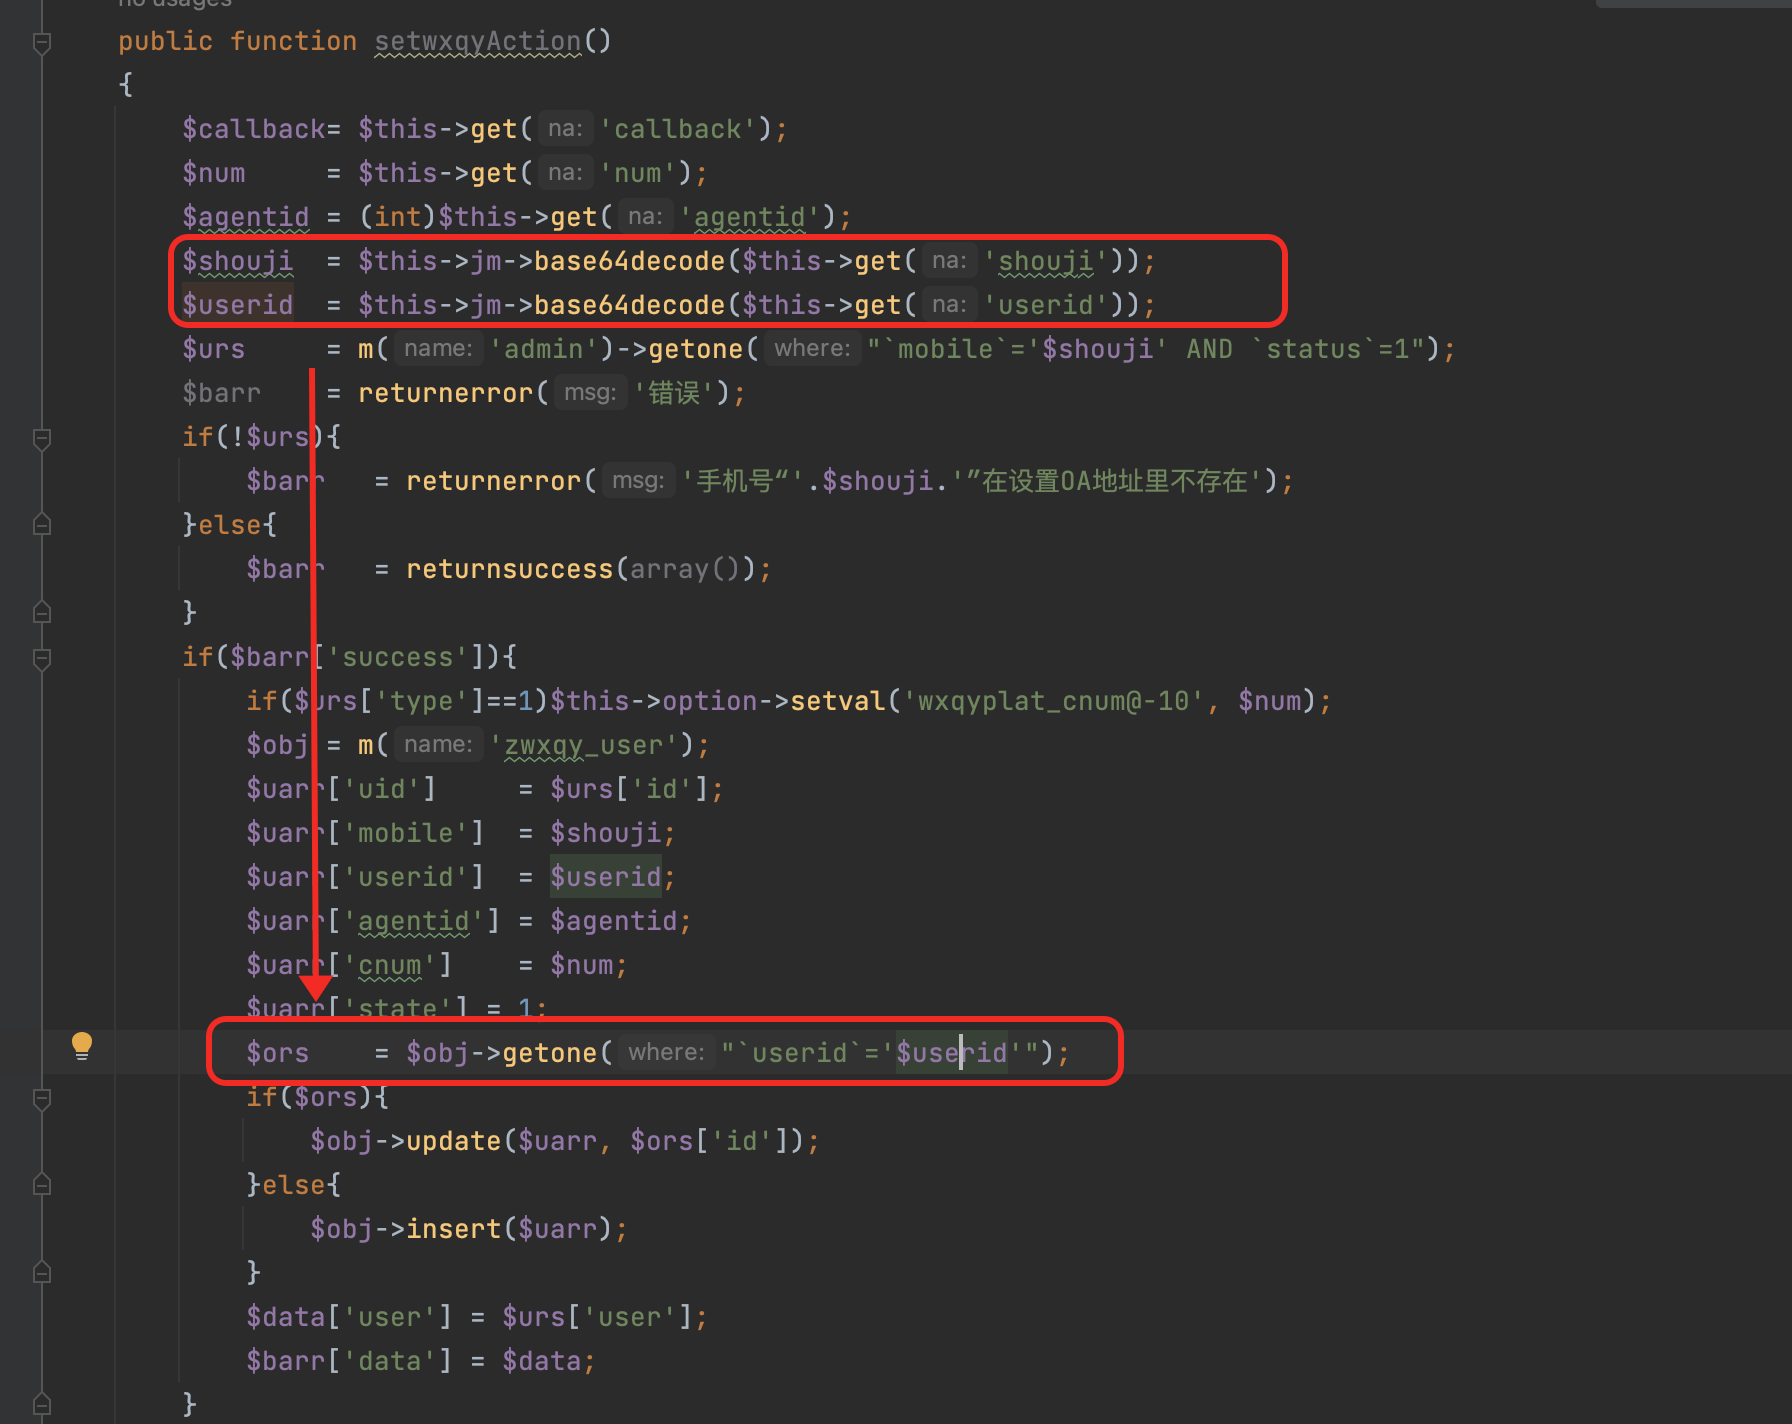 no usages
public function setwxqyAction()
{
$callback= $this->get( na: 'callback');
$num = $this->get( na: 'num');
$agentid = (int)$this->get( na: 'agentid');
$shouji = $this->jm->base64decode($this->get( na: 'shouji'));
$userid = $this->jm->base64decode($this->get( na: 'userid'));
$urs = m( name: 'admin')->getone( where: "`mobile`='$shouji' AND `status`=1");
$barr = returnerror( msg: '错误');
if(!$urs){
$barr = returnerror( msg: '手机号“'.$shouji.'”在设置OA地址里不存在');
}else{
$barr = returnsuccess(array());
}
if($barr['success']){
if($urs['type']==1)$this->option->setval('wxqyplat_cnum@-10', $num);
$obj = m( name: 'zwxqy_user');
$uarr['uid'] = $urs['id'];
$uarr['mobile'] = $shouji;
$uarr['userid'] = $userid;
$uarr['agentid'] = $agentid;
$uarr['cnum'] = $num;
$uarr['state'] = 1;
$ors = $obj->getone( where: "`userid`='$userid'");
if($ors){
$obj->update($uarr, $ors['id']);
}else{
$obj->insert($uarr);
}
$data['user'] = $urs['user'];
$barr['data'] = $data;
}